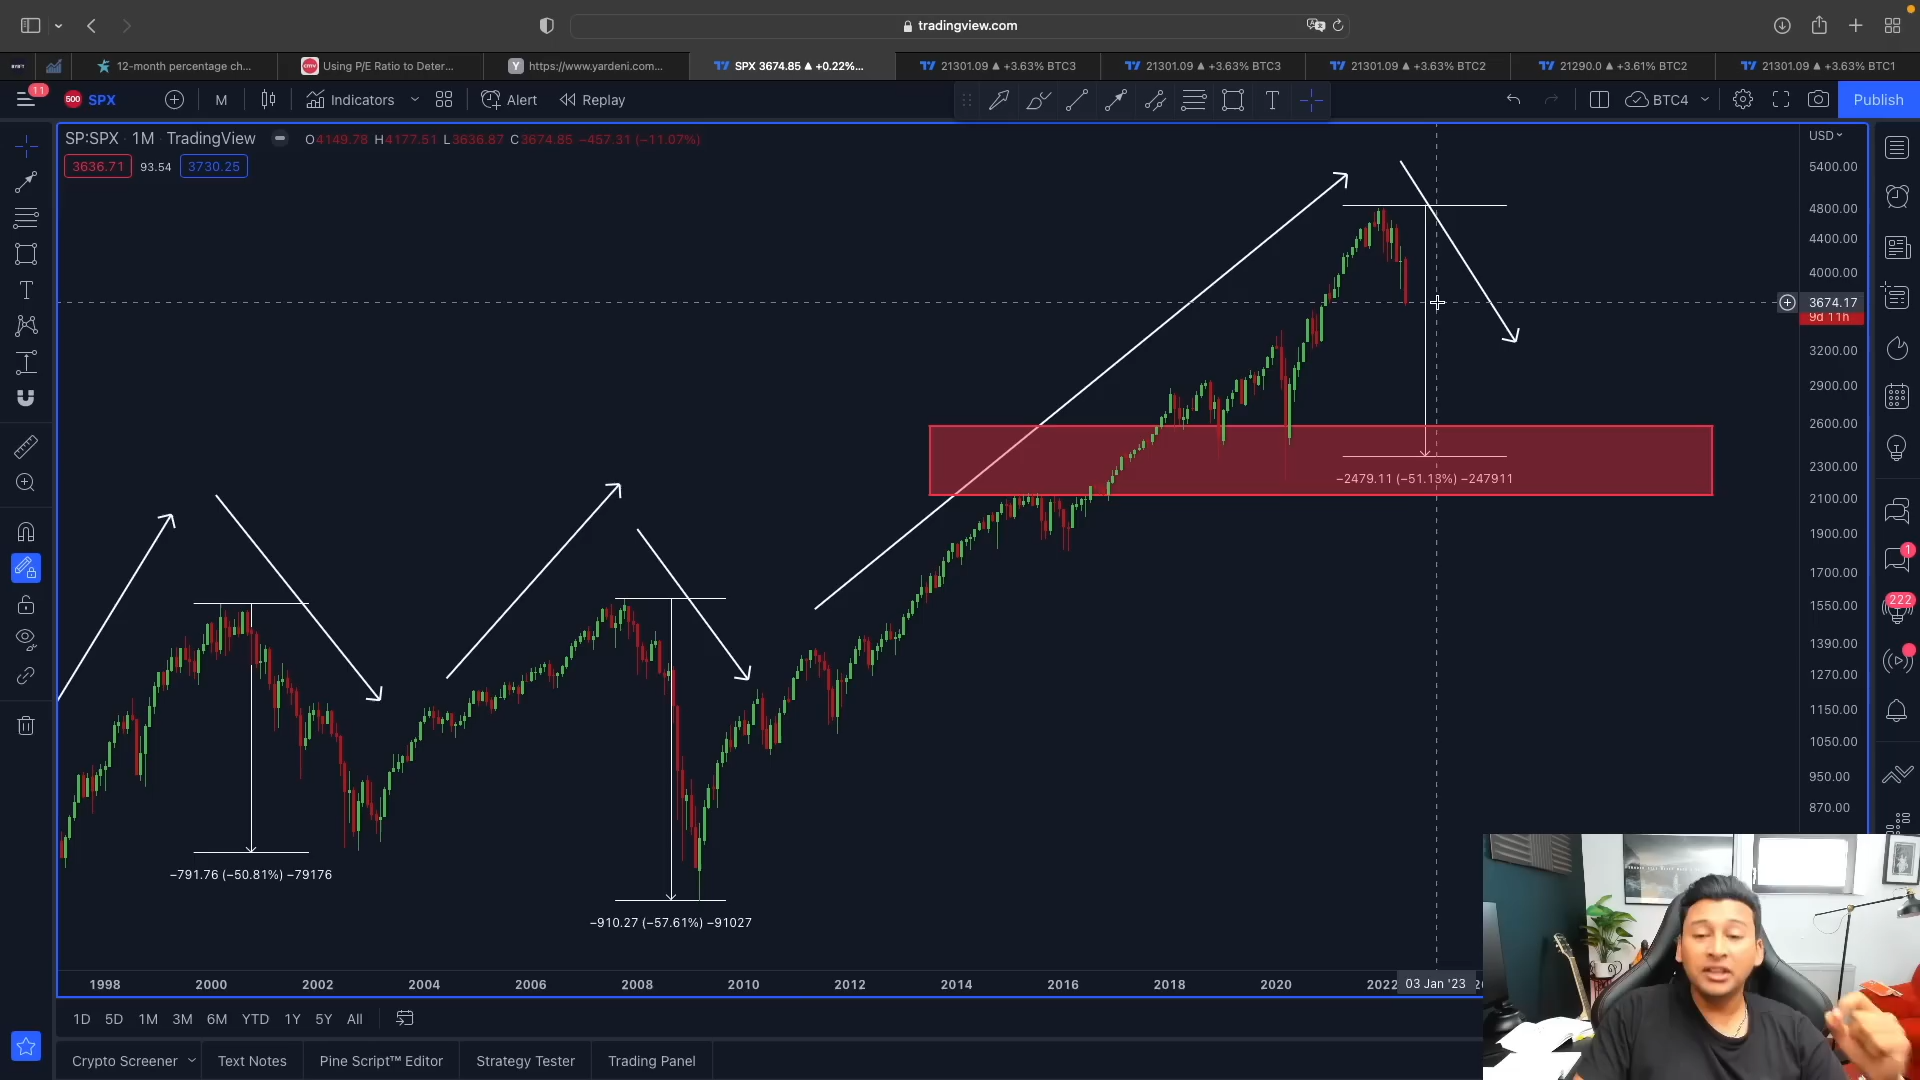 tradingview.com
12-month percentage ch...
Using P/E Ratio to Deter...
Y https://www.yardeni.com...
SPX 3674.85 ▲ +0.22%...
21301.09 ▲ +3.63% BTC3
21301.09 ▲ +3.63% BTC3
21301.09 ▲ +3.63% BTC2
21290.0 ▲ +3.61% BTC2
21301.09 ▲ +3.63% BTC1
11
500 SPX
M
Indicators
Alert
Replay
BTC4
Publish
SP:SPX · 1M · TradingView
O4149.78 H4177.51 L3636.87 C3674.85 −457.31 (−11.07%)
3636.71 93.54 3730.25
USD
5400.00
4800.00
4400.00
4000.00
3674.17
9d 11h
3200.00
2900.00
2600.00
2300.00
−2479.11 (−51.13%) −247911
2100.00
1900.00
1700.00
1550.00
1390.00
1270.00
1150.00
1050.00
950.00
870.00
1
222
−791.76 (−50.81%) −79176
−910.27 (−57.61%) −91027
1998 2000 2002 2004 2006 2008 2010 2012 2014 2016 2018 2020 2022 03 Jan '23
1D 5D 1M 3M 6M YTD 1Y 5Y All
Crypto Screener Text Notes Pine Script™ Editor Strategy Tester Trading Panel